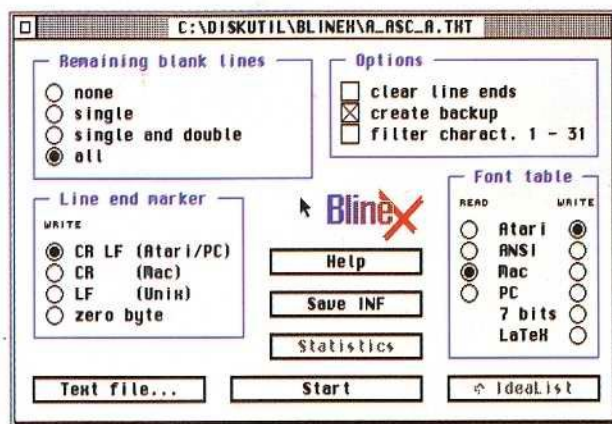 C:\DISKUTIL\BLINEX\A_ASC_A.TXT
Remaining blank lines
none
single
single and double
all
Options
clear line ends
create backup
filter charact. 1 - 31
Line end marker
WRITE
CR LF (Atari/PC)
CR (Mac)
LF (Unix)
zero byte
BlineX
Help
Save INF
Statistics
Font table
READ WRITE
Atari
ANSI
Mac
PC
7 bits
LaTeX
Text file...
Start
IdeaList